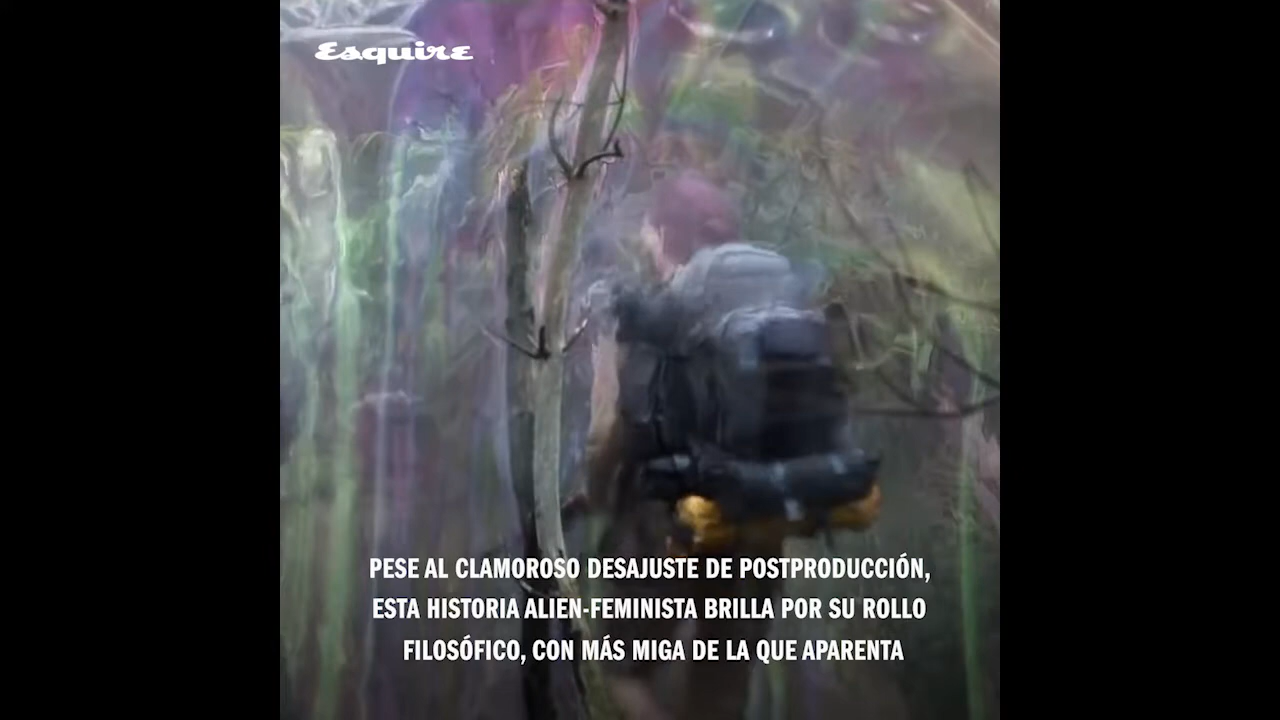 Esquire
PESE AL CLAMOROSO DESAJUSTE DE POSTPRODUCCIÓN,
ESTA HISTORIA ALIEN-FEMINISTA BRILLA POR SU ROLLO
FILOSÓFICO, CON MÁS MIGA DE LA QUE APARENTA